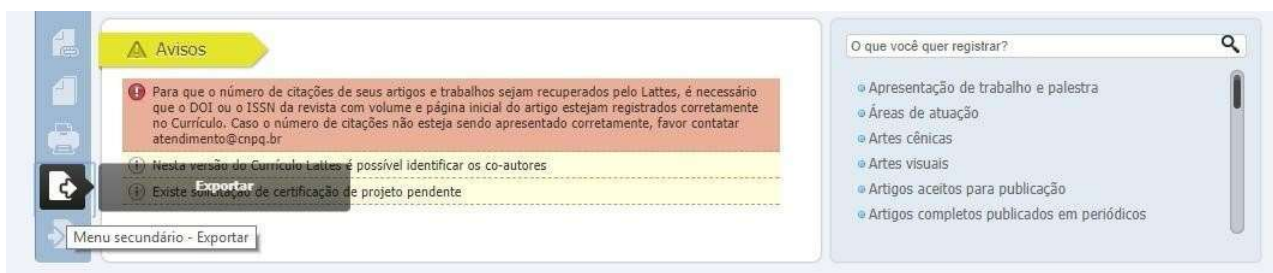 Avisos
Para que o número de citações de seus artigos e trabalhos sejam recuperados pelo Lattes, é necessário
que o DOI ou o ISSN da revista com volume e página inicial do artigo estejam registrados corretamente
no Currículo. Caso o número de citações não esteja sendo apresentado corretamente, favor contatar
atendimento@cnpq.br
Nesta versão do Currículo Lattes é possível identificar os co-autores
Existe solicitação de certificação de projeto pendente
Exportar
Menu secundário - Exportar
O que você quer registrar?
Apresentação de trabalho e palestra
Áreas de atuação
Artes cênicas
Artes visuais
Artigos aceitos para publicação
Artigos completos publicados em periódicos